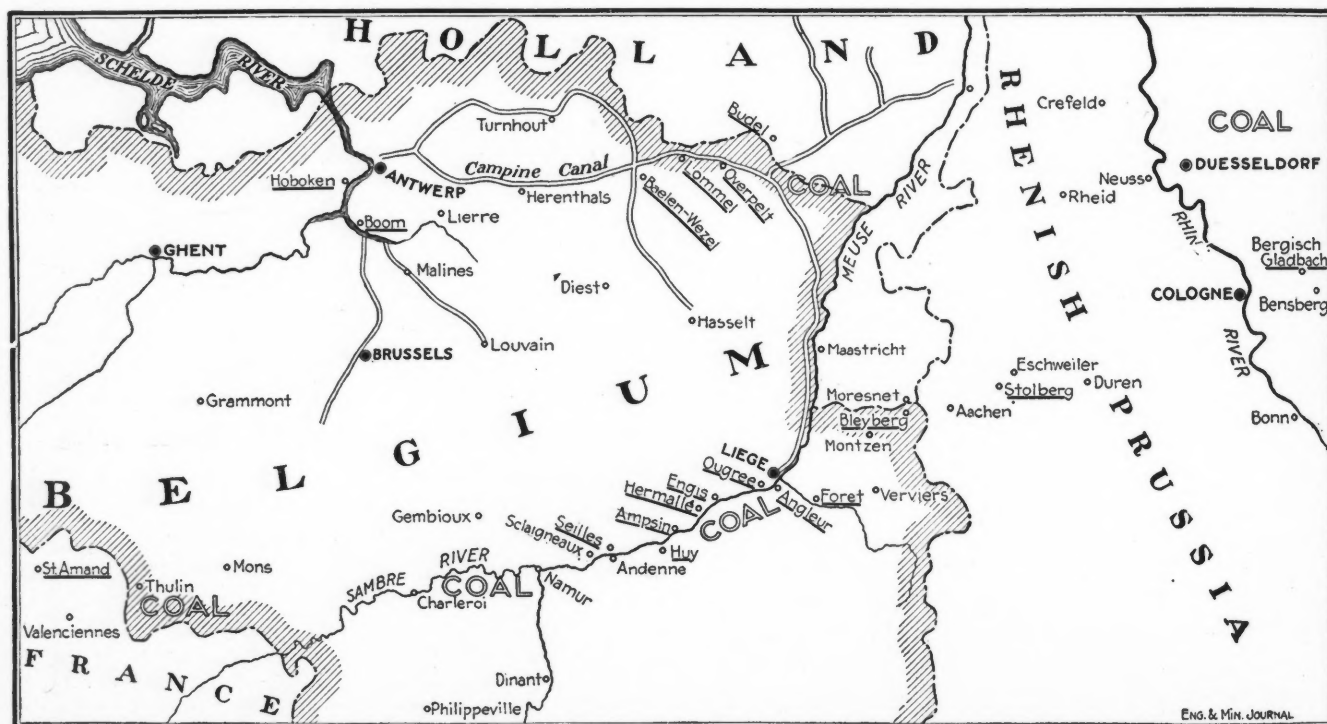 HOLLAND
SCHELDE RIVER
Turnhout
Budel
Crefeld
COAL
DUESSELDORF
Campine Canal
Hoboken
ANTWERP
Herenthals
Baelen-Wezel
Lommel
Overpelt
COAL
MEUSE RIVER
RHENISH PRUSSIA
Neuss
Rheid
RHIN
RIVER
Boom
Lierre
GHENT
Malines
Diest
Bergisch
Gladbach
COLOGNE
Bensberg
Hasselt
BRUSSELS
Louvain
Maastricht
Eschweiler
Stolberg
Duren
Grammont
Moresnet
Aachen
Bleyberg
Montzen
Bonn
BELGIUM
LIEGE
Ougree
Engis
Hermalle
Angleur
Foret
Verviers
Gembloux
Ampsin
COAL
Seilles
Sclaigneaux
Huy
Andenne
St. Amand
Mons
Thulin
COAL
SAMBRE RIVER
COAL
Charleroi
Namur
Valenciennes
FRANCE
Dinant
Philippeville
ENG. & MIN. JOURNAL